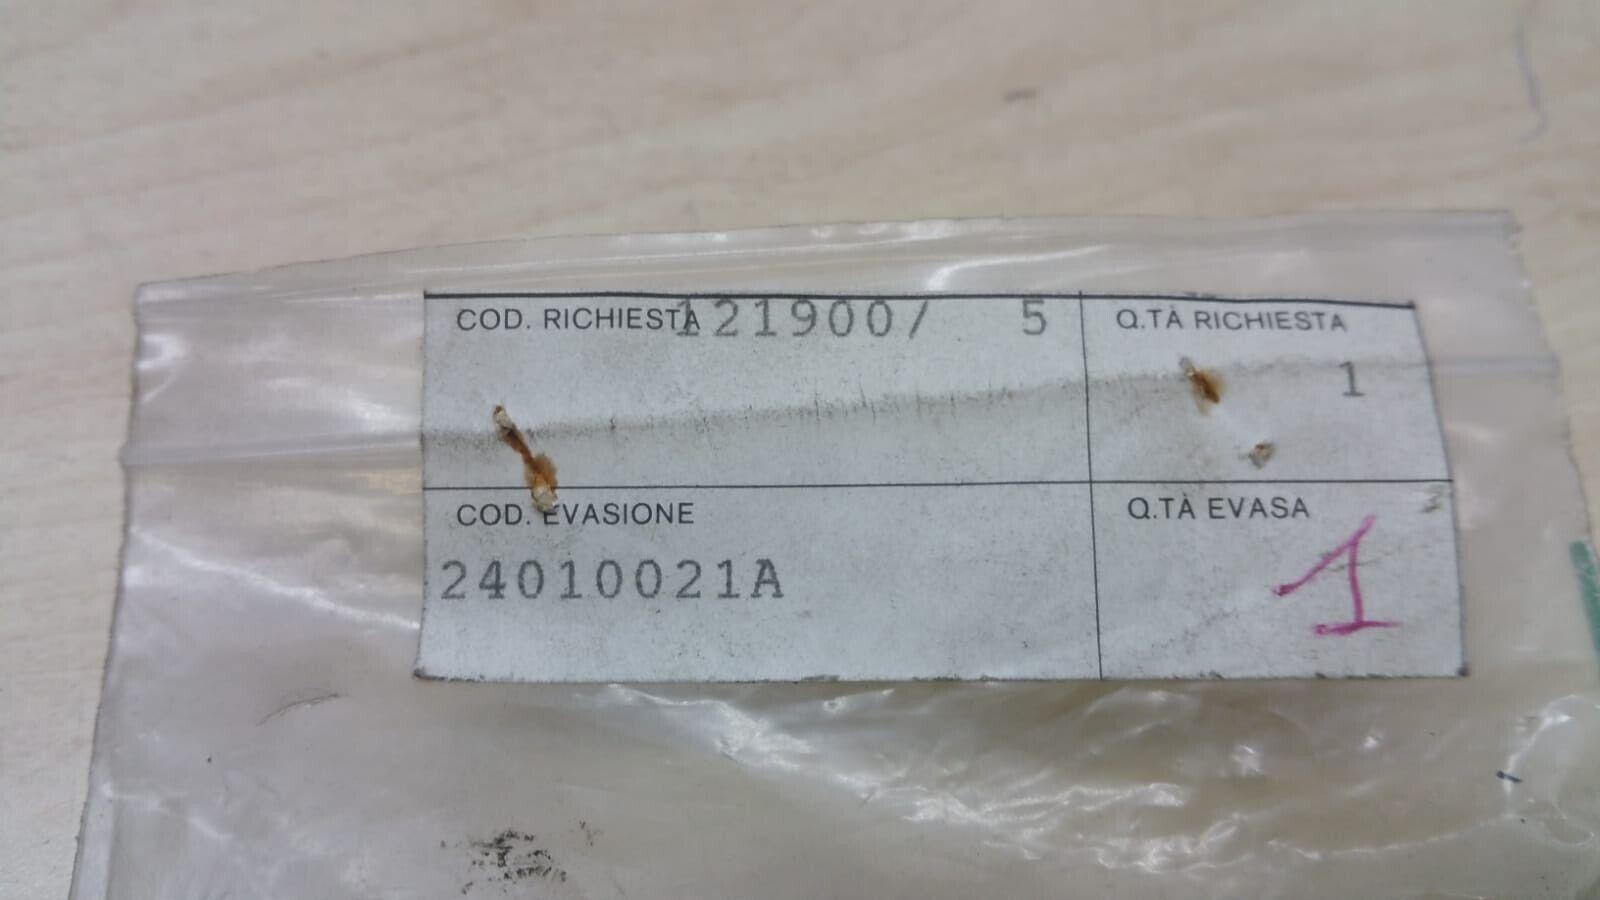 COD. RICHIESTA 121900/ 5
Q.TÀ RICHIESTA
1
COD. EVASIONE
24010021A
Q.TÀ EVASA
1